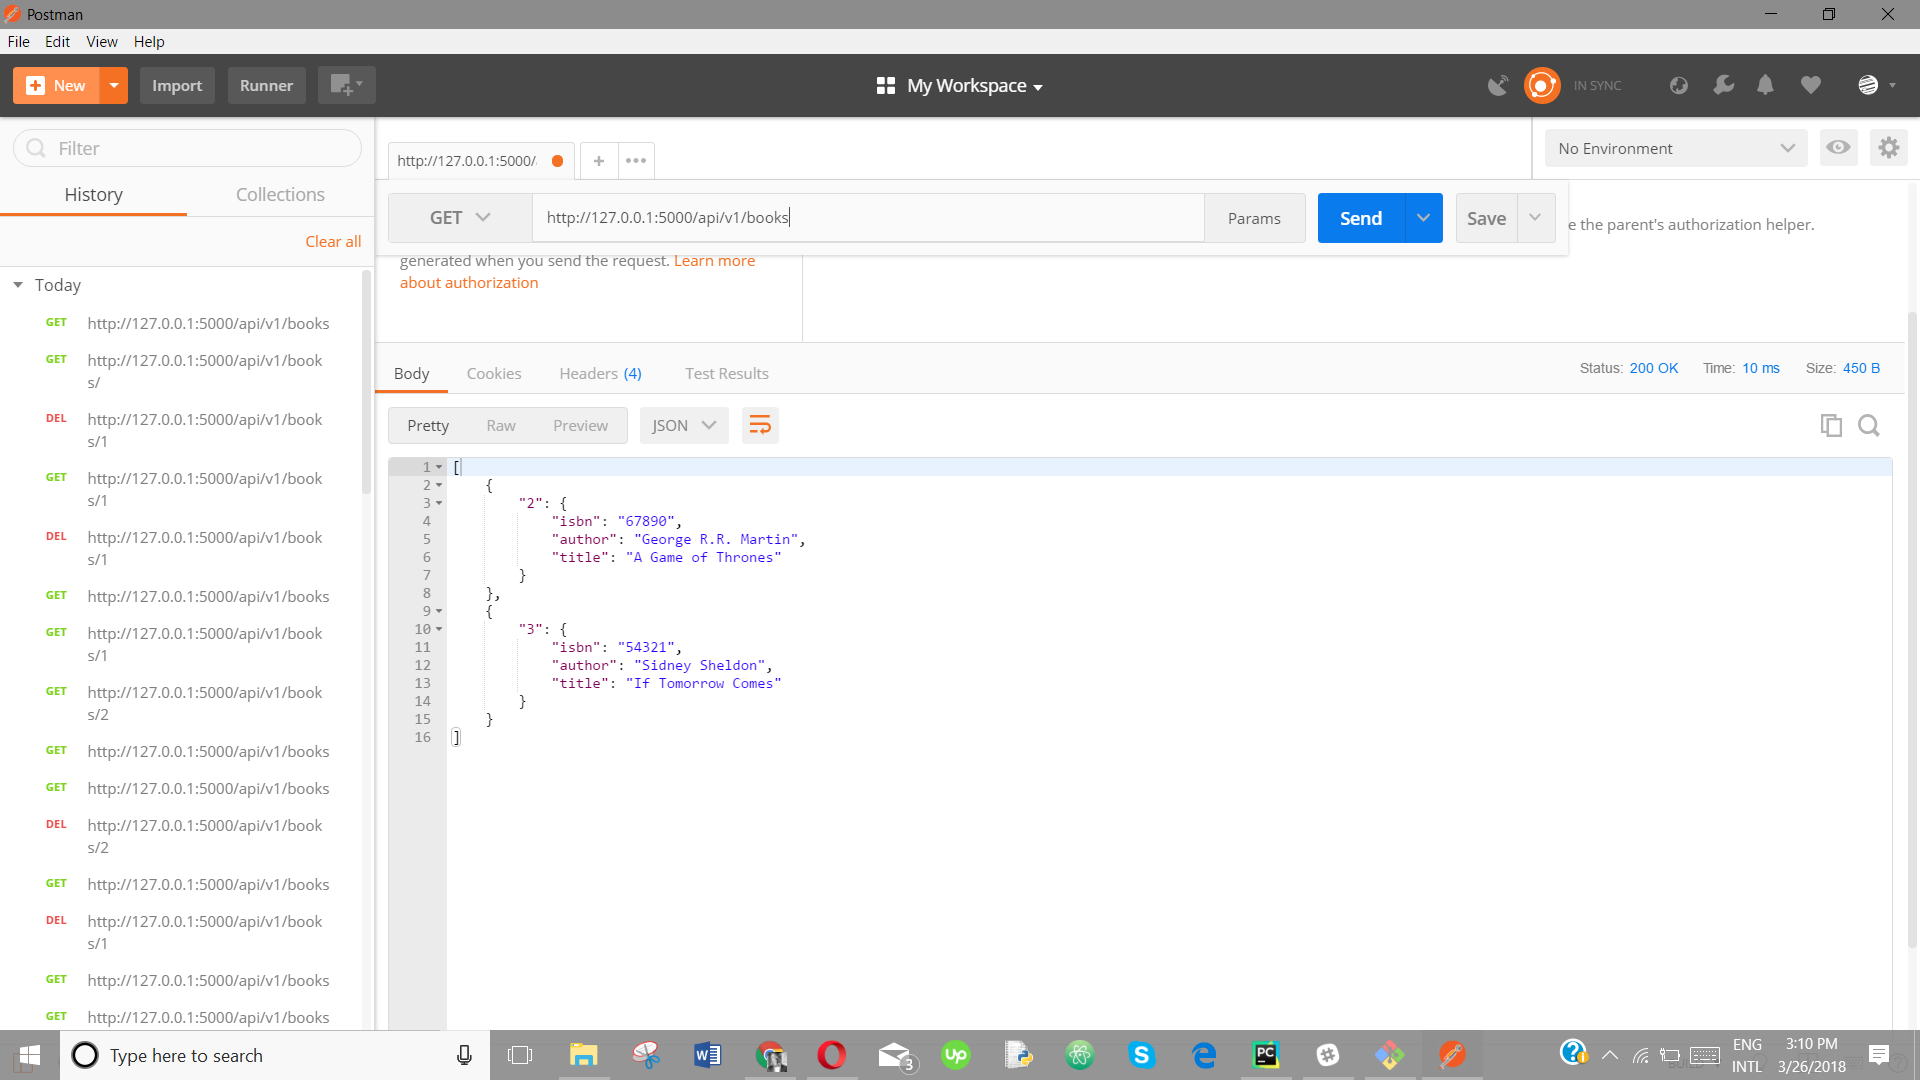 Postman
File Edit View Help
New Import Runner My Workspace IN SYNC
Filter
History Collections
Clear all
Today
GET http://127.0.0.1:5000/api/v1/books
GET http://127.0.0.1:5000/api/v1/book
s/
DEL http://127.0.0.1:5000/api/v1/book
s/1
GET http://127.0.0.1:5000/api/v1/book
s/1
DEL http://127.0.0.1:5000/api/v1/book
s/1
GET http://127.0.0.1:5000/api/v1/books
GET http://127.0.0.1:5000/api/v1/book
s/1
GET http://127.0.0.1:5000/api/v1/book
s/2
GET http://127.0.0.1:5000/api/v1/books
GET http://127.0.0.1:5000/api/v1/books
DEL http://127.0.0.1:5000/api/v1/book
s/2
GET http://127.0.0.1:5000/api/v1/books
DEL http://127.0.0.1:5000/api/v1/book
s/1
GET http://127.0.0.1:5000/api/v1/books
GET http://127.0.0.1:5000/api/v1/books
http://127.0.0.1:5000/
No Environment
GET http://127.0.0.1:5000/api/v1/books Params Send Save
e the parent's authorization helper.
generated when you send the request. Learn more
about authorization
Body Cookies Headers (4) Test Results Status: 200 OK Time: 10 ms Size: 450 B
Pretty Raw Preview JSON
1 [
2 {
3 "2": {
4 "isbn": "67890",
5 "author": "George R.R. Martin",
6 "title": "A Game of Thrones"
7 }
8 },
9 {
10 "3": {
11 "isbn": "54321",
12 "author": "Sidney Sheldon",
13 "title": "If Tomorrow Comes"
14 }
15 }
16 ]
Type here to search
3
up
PC
ENG
INTL
3:10 PM
3/26/2018